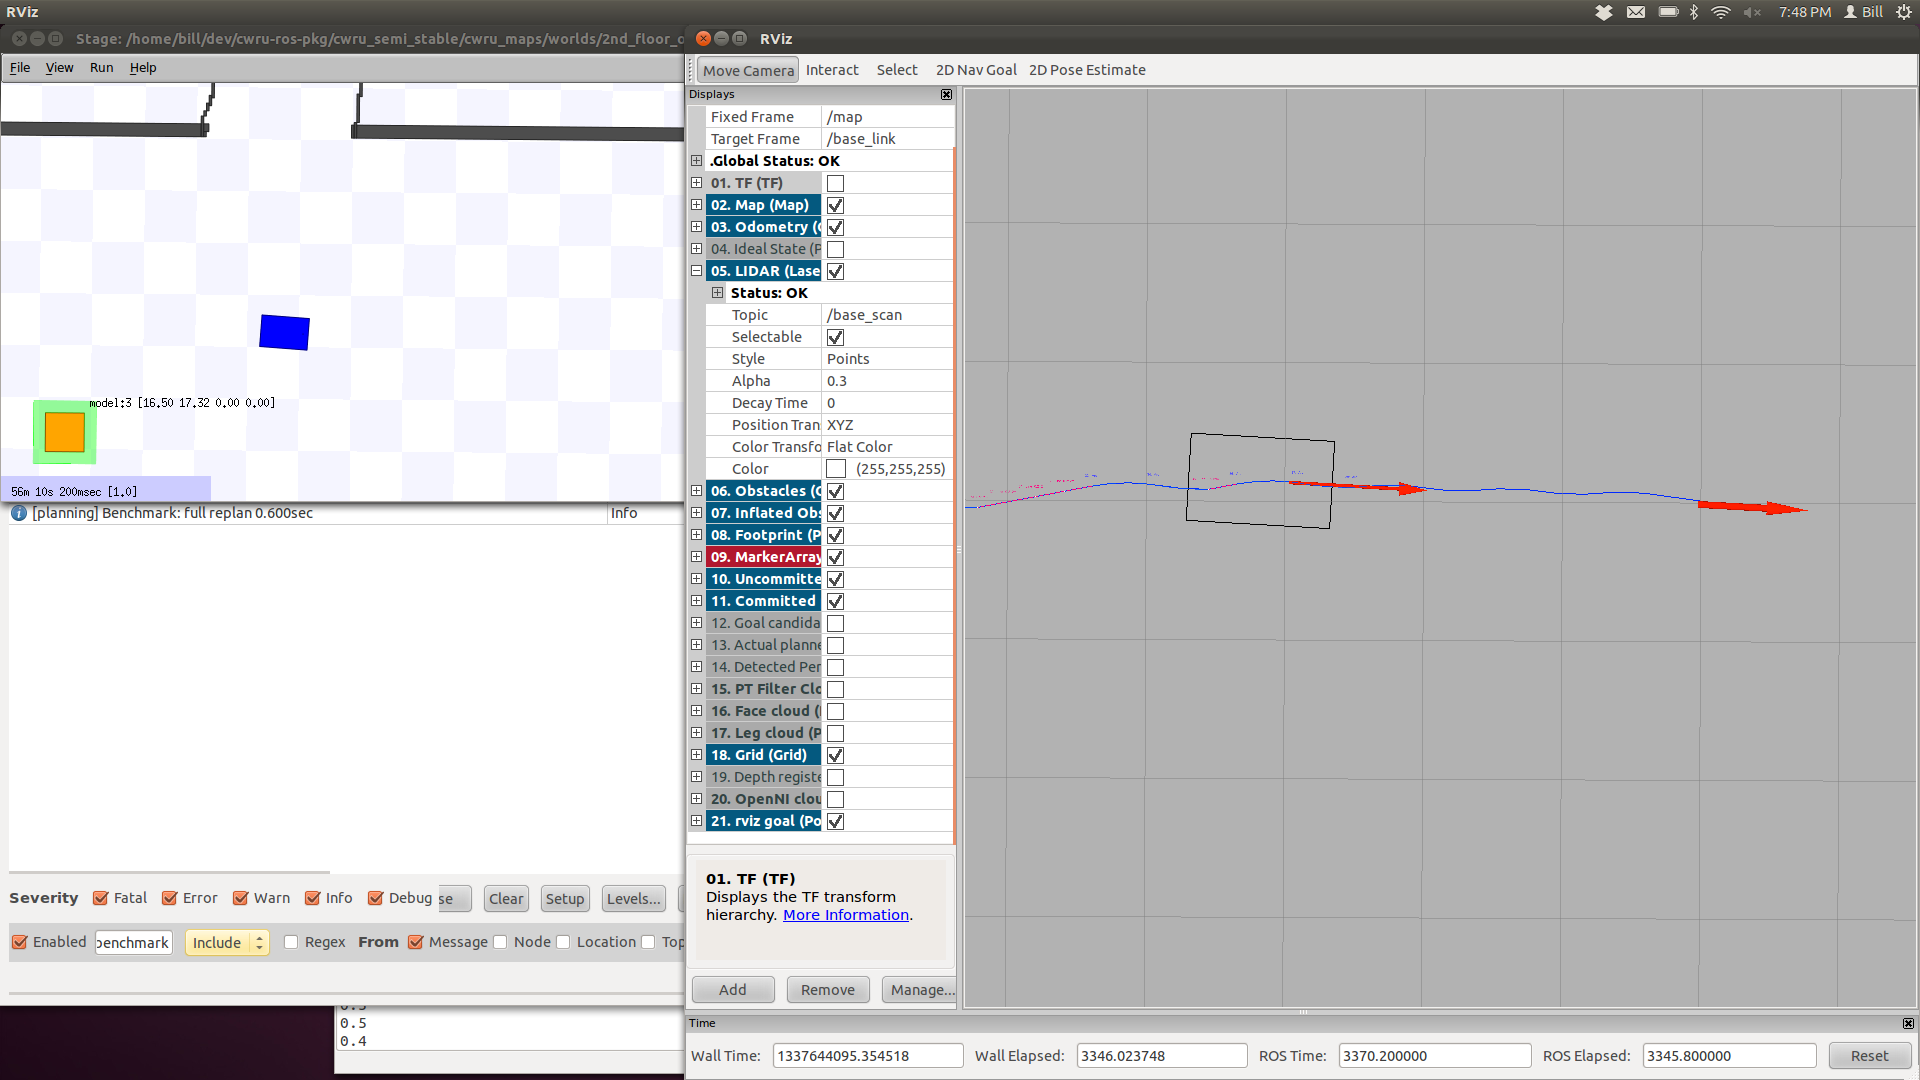 RViz
7:48 PM
Bill
Stage: /home/bill/dev/cwru-ros-pkg/cwru_semi_stable/cwru_maps/worlds/2nd_floor_
File View Run Help
model:3 [16.50 17.32 0.00 0.00]
56m 10s 200msec [1.0]
[planning] Benchmark: full replan 0.600sec Info
Severity Fatal Error Warn Info Debug se Clear Setup Levels...
Enabled benchmark Include Regex From Message Node Location Top
0.5
0.5
0.4
RViz
Move Camera Interact Select 2D Nav Goal 2D Pose Estimate
Displays
Fixed Frame /map
Target Frame /base_link
.Global Status: OK
01. TF (TF)
02. Map (Map)
03. Odometry (
04. Ideal State (P
05. LIDAR (Lase
Status: OK
Topic /base_scan
Selectable
Style Points
Alpha 0.3
Decay Time 0
Position Tran XYZ
Color Transfo Flat Color
Color (255,255,255)
06. Obstacles (
07. Inflated Obs
08. Footprint (P
09. MarkerArray
10. Uncommitte
11. Committed
12. Goal candida
13. Actual planne
14. Detected Per
15. PT Filter Clo
16. Face cloud (
17. Leg cloud (P
18. Grid (Grid)
19. Depth registe
20. OpenNI clou
21. rviz goal (Po
01. TF (TF)
Displays the TF transform
hierarchy. More Information.
Add Remove Manage...
Time
Wall Time: 1337644095.354518 Wall Elapsed: 3346.023748 ROS Time: 3370.200000 ROS Elapsed: 3345.800000 Reset